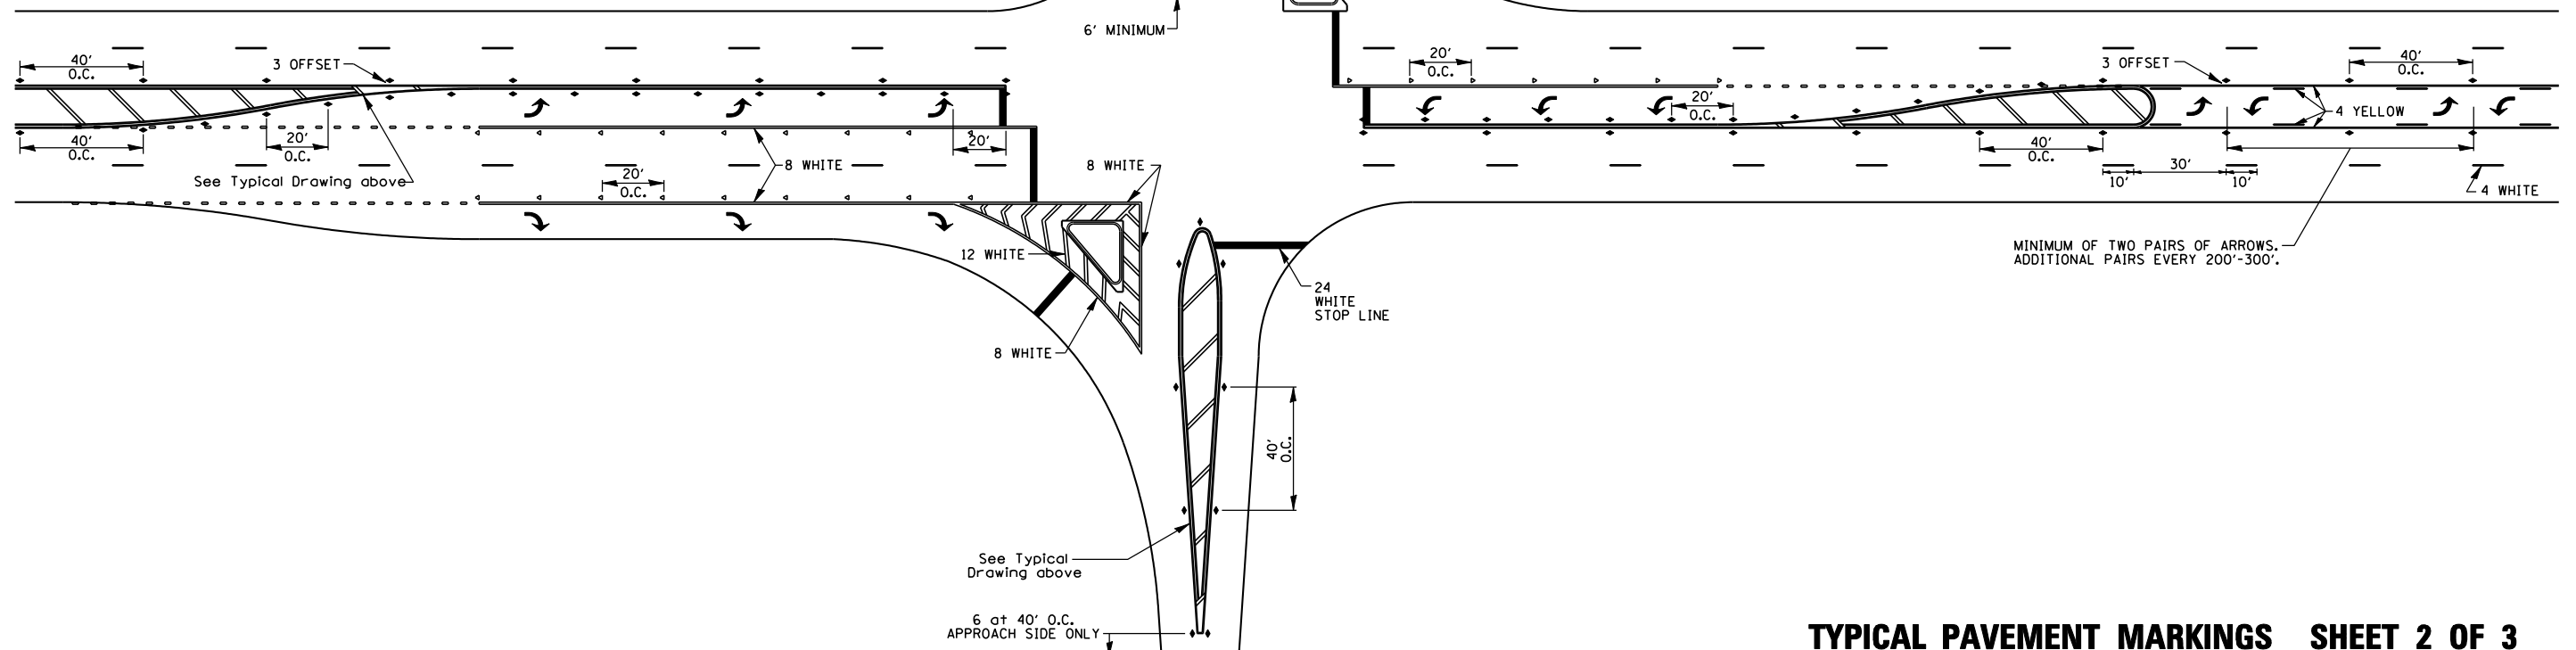 6' MINIMUM
40'
O.C.
3 OFFSET
20'
O.C.
3 OFFSET
40'
O.C.
20'
O.C.
4 YELLOW
40'
O.C.
20'
O.C.
20'
8 WHITE
8 WHITE
40'
O.C.
30'
10'
10'
4 WHITE
See Typical Drawing above
20'
O.C.
12 WHITE
MINIMUM OF TWO PAIRS OF ARROWS.
ADDITIONAL PAIRS EVERY 200'-300'.
24
WHITE
STOP LINE
8 WHITE
40'
O.C.
See Typical
Drawing above
6 at 40' O.C.
APPROACH SIDE ONLY
TYPICAL PAVEMENT MARKINGS SHEET 2 OF 3